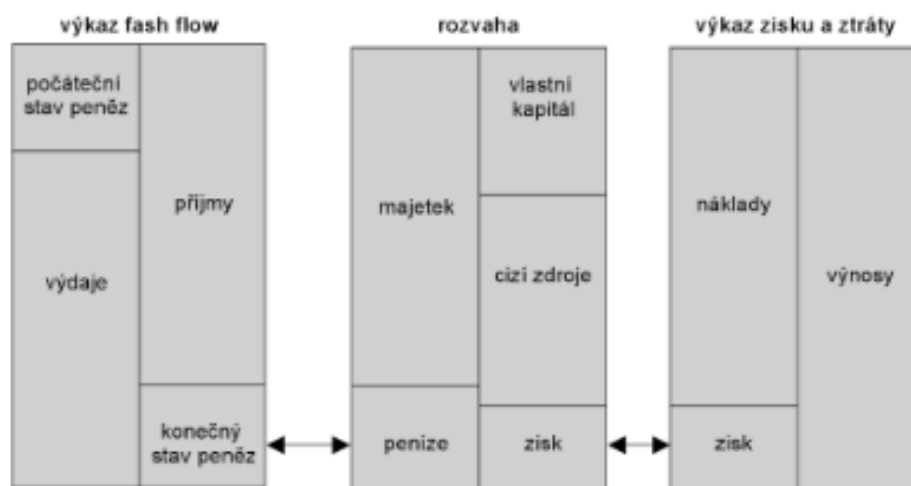 výkaz fash flow
počáteční
stav peněz
příjmy
výdaje
konečný
stav peněz
rozvaha
vlastní
kapitál
majetek
cizí zdroje
peníze
zisk
výkaz zisku a ztráty
náklady
výnosy
zisk